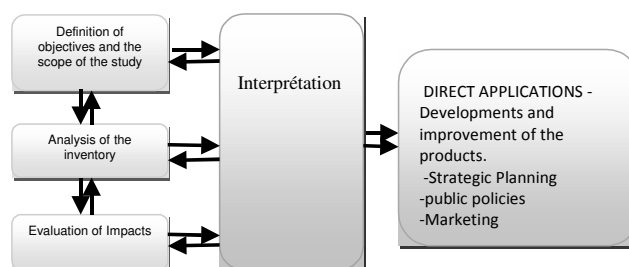 Definition of
objectives and the
scope of the study
Analysis of the
inventory
Evaluation of Impacts
Interprétation
DIRECT APPLICATIONS -
Developments and
improvement of the
products.
-Strategic Planning
-public policies
-Marketing